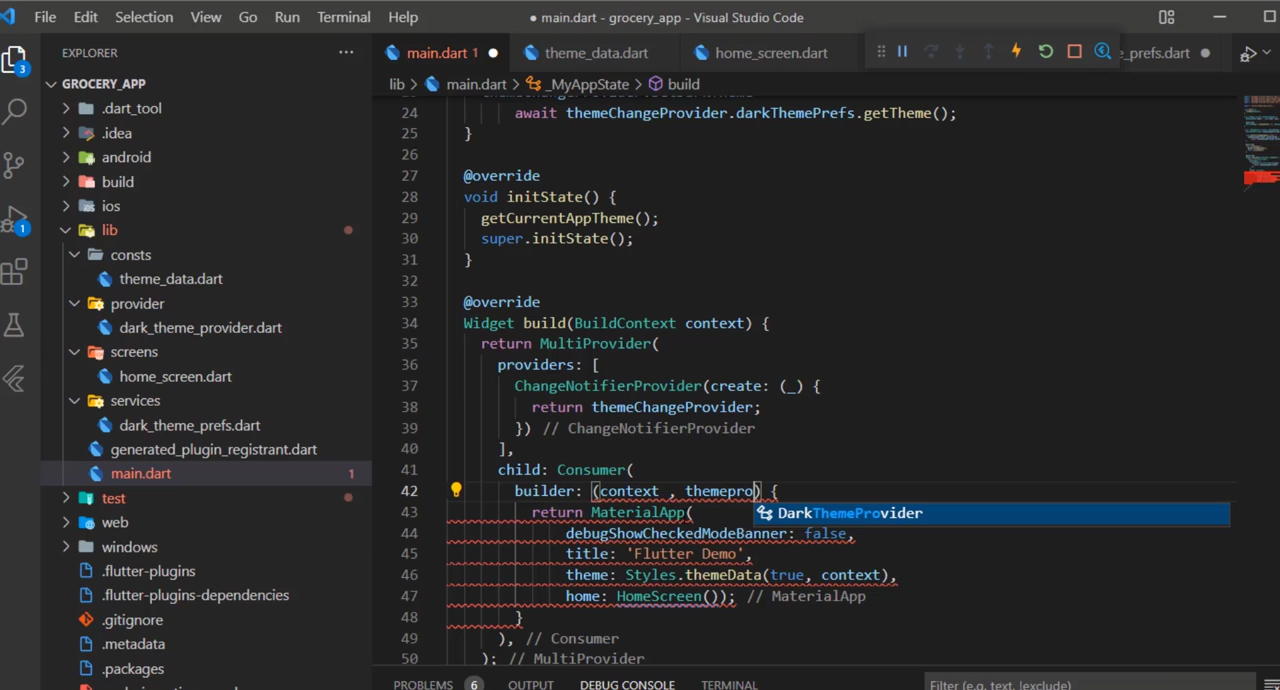 File Edit Selection View Go Run Terminal Help ● main.dart - grocery_app - Visual Studio Code
EXPLORER ···
main.dart 1 ● theme_data.dart home_screen.dart e_prefs.dart ●
3
GROCERY_APP
lib > main.dart > _MyAppState > build
.dart_tool
24 await themeChangeProvider.darkThemePrefs.getTheme();
.idea
25 }
android
26
build
27 @override
ios
28 void initState() {
1
29 getCurrentAppTheme();
lib
30 super.initState();
consts
31 }
theme_data.dart
32
provider
33 @override
dark_theme_provider.dart
34 Widget build(BuildContext context) {
screens
35 return MultiProvider(
36 providers: [
home_screen.dart
37 ChangeNotifierProvider(create: (_) {
services
38 return themeChangeProvider;
dark_theme_prefs.dart
39 }) // ChangeNotifierProvider
generated_plugin_registrant.dart
40 ],
main.dart 1
41 child: Consumer(
test
42 builder: (context , themepro) {
DarkThemeProvider
web
43 return MaterialApp(
44 debugShowCheckedModeBanner: false,
windows
45 title: 'Flutter Demo',
.flutter-plugins
46 theme: Styles.themeData(true, context),
.flutter-plugins-dependencies
47 home: HomeScreen()); // MaterialApp
.gitignore
48 }
.metadata
49 ), // Consumer
.packages
50 ); // MultiProvider
PROBLEMS 6 OUTPUT DEBUG CONSOLE TERMINAL Filter (e.g. text, !exclude)